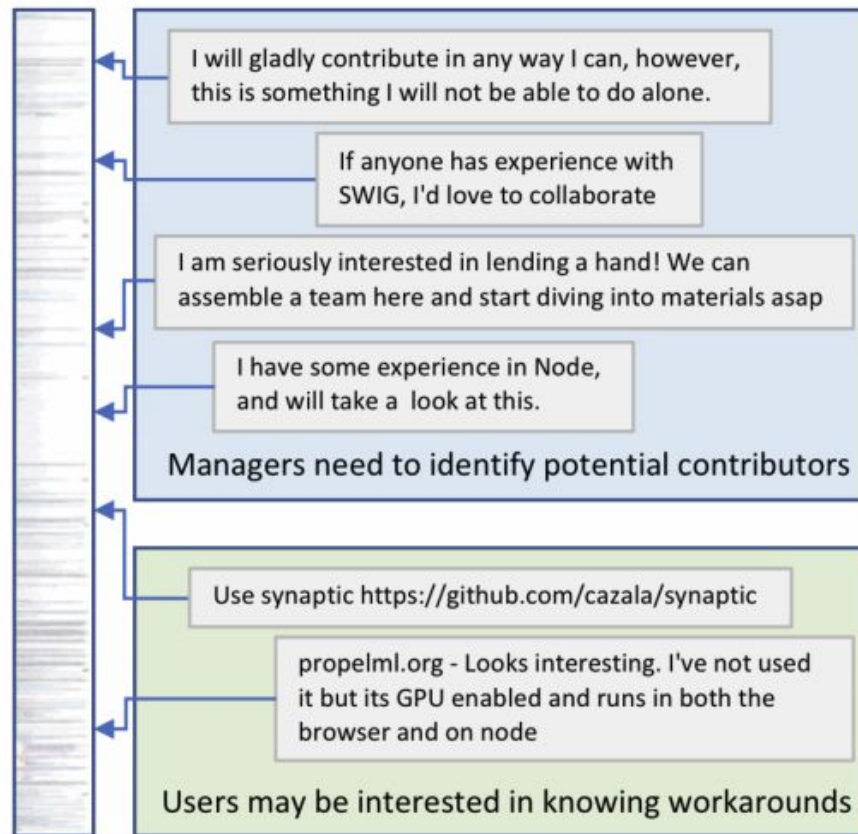 I will gladly contribute in any way I can, however,
this is something I will not be able to do alone.
If anyone has experience with
SWIG, I'd love to collaborate
I am seriously interested in lending a hand! We can
assemble a team here and start diving into materials asap
I have some experience in Node,
and will take a look at this.
Managers need to identify potential contributors
Use synaptic https://github.com/cazala/synaptic
propelml.org - Looks interesting. I've not used
it but its GPU enabled and runs in both the
browser and on node
Users may be interested in knowing workarounds